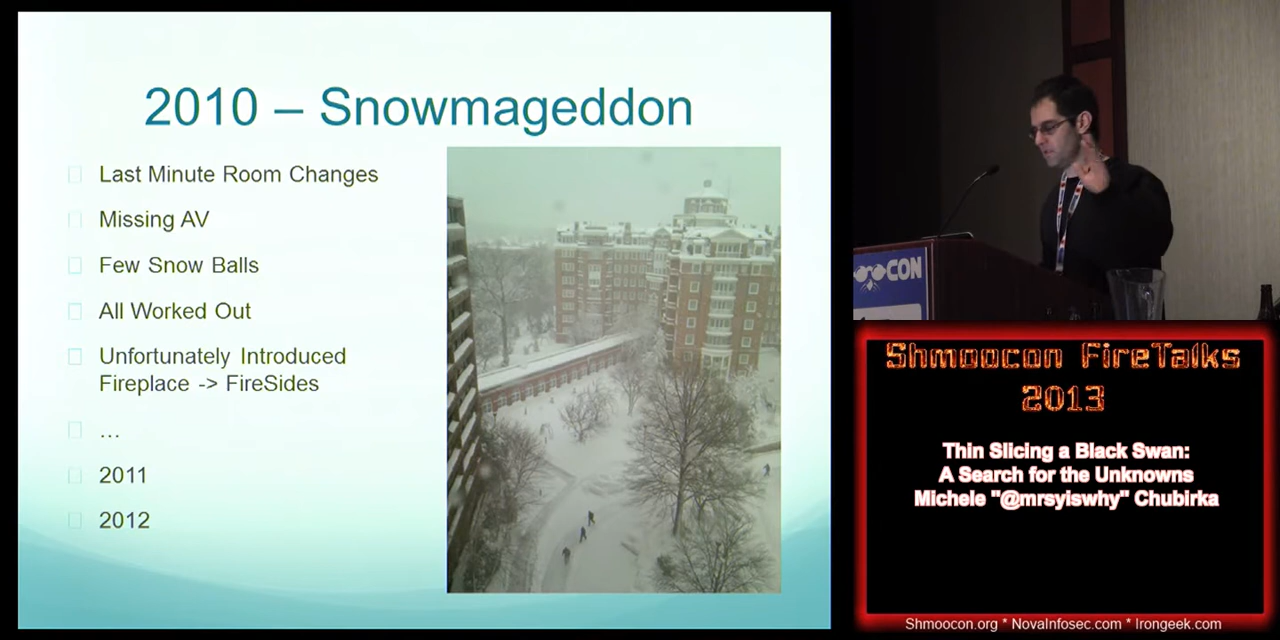 2010 – Snowmageddon
Last Minute Room Changes
Missing AV
Few Snow Balls
All Worked Out
Unfortunately Introduced
Fireplace -> FireSides
...
2011
2012
CON
Shmoocon FireTalks
2013
Thin Slicing a Black Swan:
A Search for the Unknowns
Michele "@mrsyiswhy" Chubirka
Shmoocon.org * NovaInfosec.com * Irongeek.com